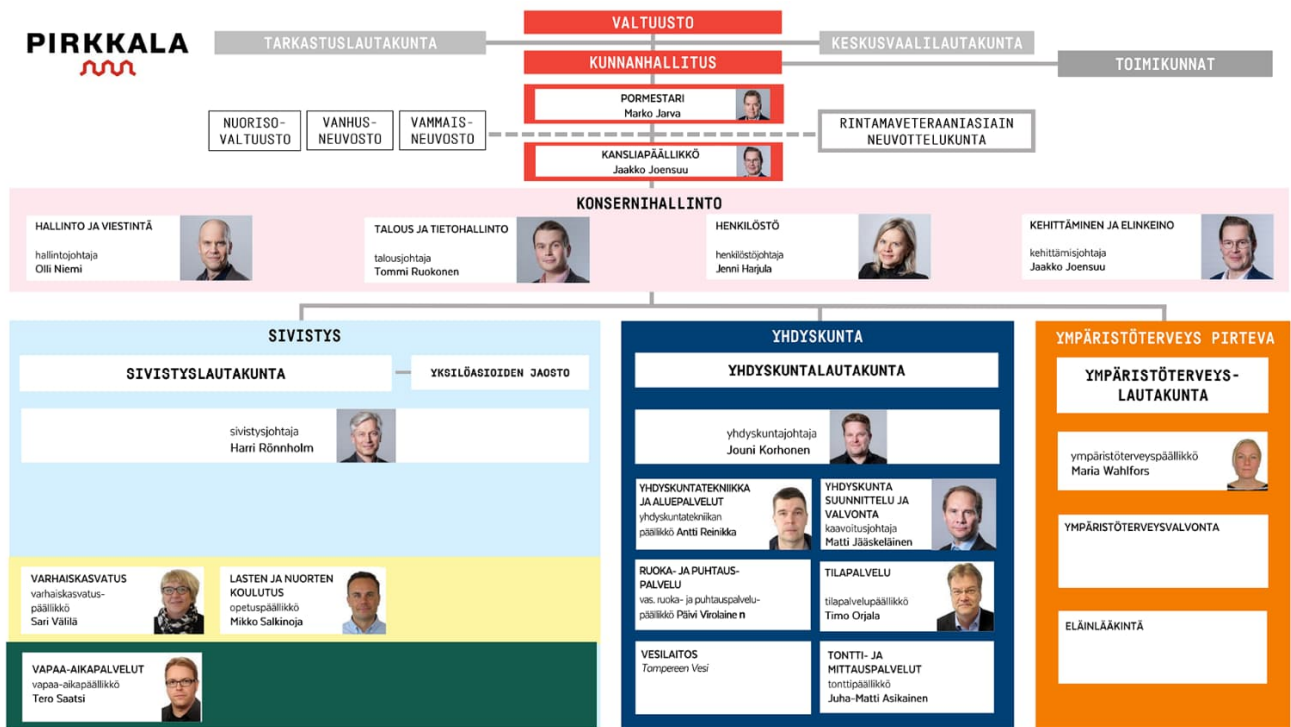 PIRKKALA
VALTUUSTO
TARKASTUSLAUTAKUNTA
KESKUSVAALILAUTAKUNTA
KUNNANHALLITUS
TOIMIKUNNAT
PORMESTARI
Marko Jarva
NUORISO-
VALTUUSTO
VANHUS-
NEUVOSTO
VAMMAIS-
NEUVOSTO
RINTAMAVETERAANIASIAIN
NEUVOTTELUKUNTA
KANSLIAPÄÄLLIKKÖ
Jaakko Joensuu
KONSERNIHALLINTO
HALLINTO JA VIESTINTÄ
hallintojohtaja
Olli Niemi
TALOUS JA TIETOHALLINTO
talousjohtaja
Tommi Ruokonen
HENKILÖSTÖ
henkilöstöjohtaja
Jenni Harjula
KEHITTÄMINEN JA ELINKEINO
kehittämisjohtaja
Jaakko Joensuu
SIVISTYS
SIVISTYSLAUTAKUNTA
YKSILÖASIOIDEN JAOSTO
sivistysjohtaja
Harri Rönnholm
VARHAISKASVATUS
varhaiskasvatus-
päällikkö
Sari Välilä
LASTEN JA NUORTEN
KOULUTUS
opetuspäällikkö
Mikko Salkinoja
VAPAA-AIKAPALVELUT
vapaa-aikapäällikkö
Tero Saatsi
YHDYSKUNTA
YHDYSKUNTALAUTAKUNTA
yhdyskuntajohtaja
Jouni Korhonen
YHDYSKUNTATEKNIIKKA
JA ALUEPALVELUT
yhdyskuntatekniikan
päällikkö Antti Reinikka
YHDYSKUNTA
SUUNNITTELU JA
VALVONTA
kaavoitusjohtaja
Matti Jääskeläinen
RUOKA- JA PUHTAUS-
PALVELU
vas. ruoka- ja puhtauspalvelu-
päällikkö Päivi Virolaine n
TILAPALVELU
tilapalvelupäällikkö
Timo Orjala
VESILAITOS
Tampereen Vesi
TONTTI- JA
MITTAUSPALVELUT
tonttipäällikkö
Juha-Matti Asikainen
YMPÄRISTÖTERVEYS PIRTEVA
YMPÄRISTÖTERVEYS-
LAUTAKUNTA
ympäristöterveyspäällikkö
Maria Wahlfors
YMPÄRISTÖTERVEYSVALVONTA
ELÄINLÄÄKINTÄ